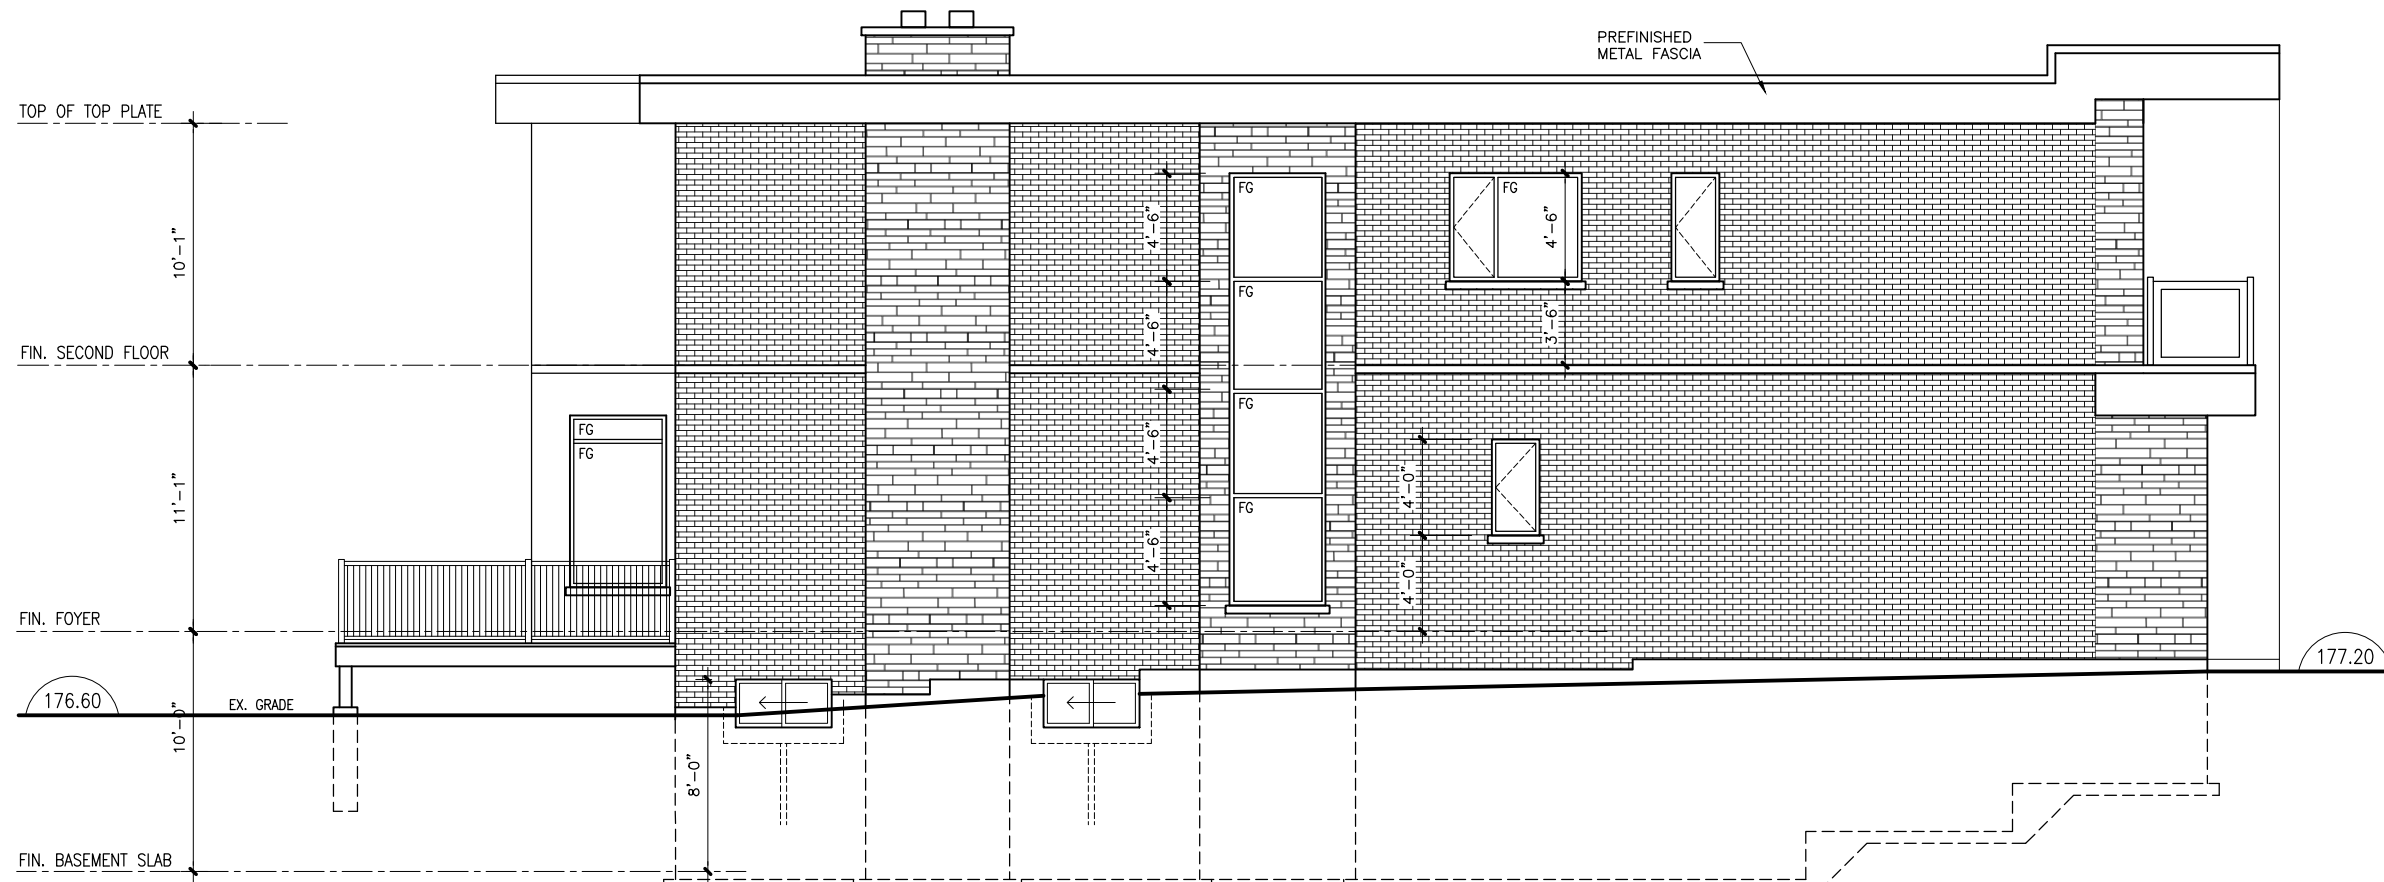 PREFINISHED
METAL FASCIA
TOP OF TOP PLATE
10'-1"
FIN. SECOND FLOOR
11'-1"
FIN. FOYER
10'-0"
FIN. BASEMENT SLAB
176.60
EX. GRADE
8'-0"
FG
FG
4'-6"
4'-6"
4'-6"
4'-6"
FG
FG
FG
FG
FG
4'-6"
3'-6"
4'-0"
4'-0"
177.20